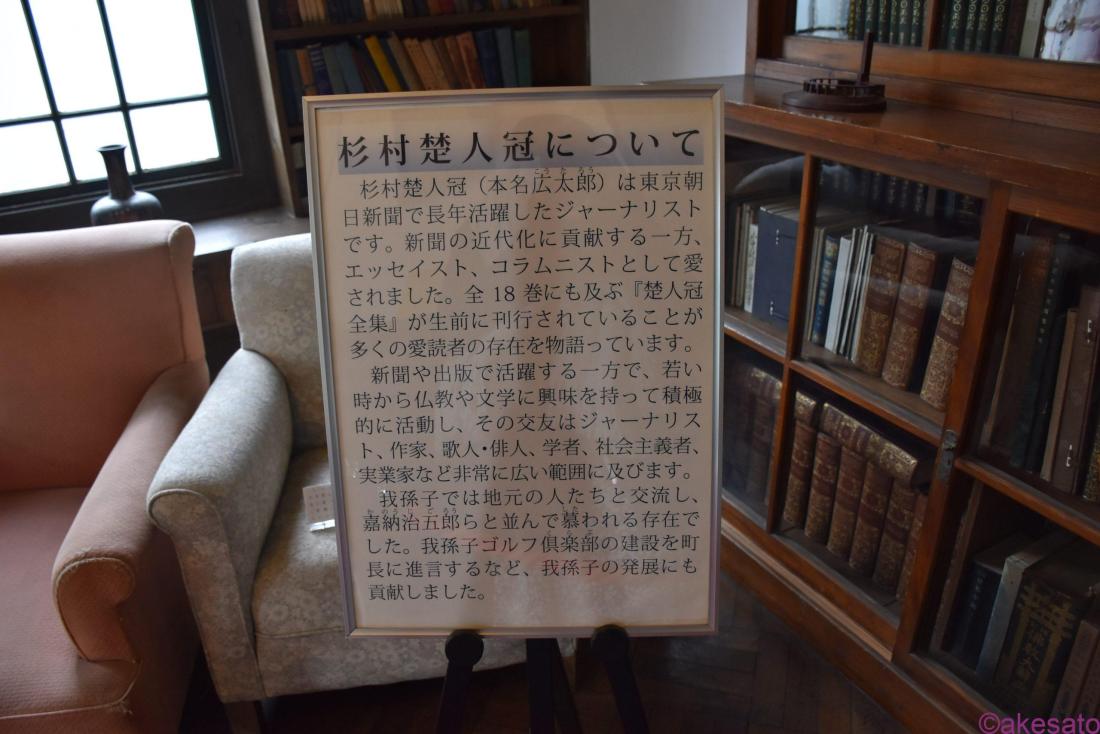 杉村楚人冠について
杉村楚人冠（本名広太郎）は東京朝
日新聞で長年活躍したジャーナリスト
です。新聞の近代化に貢献する一方、
エッセイスト、コラムニストとして愛
されました。全 18 巻にも及ぶ『楚人冠
全集』が生前に刊行されていることが
多くの愛読者の存在を物語っています。
新聞や出版で活躍する一方で、若い
時から仏教や文学に興味を持って積極
的に活動し、その交友はジャーナリス
ト、作家、歌人・俳人、学者、社会主義者、
実業家など非常に広い範囲に及びます。
我孫子では地元の人たちと交流し、
嘉納治五郎らと並んで慕われる存在で
した。我孫子ゴルフ倶楽部の建設を町
長に進言するなど、我孫子の発展にも
貢献しました。
©akesato